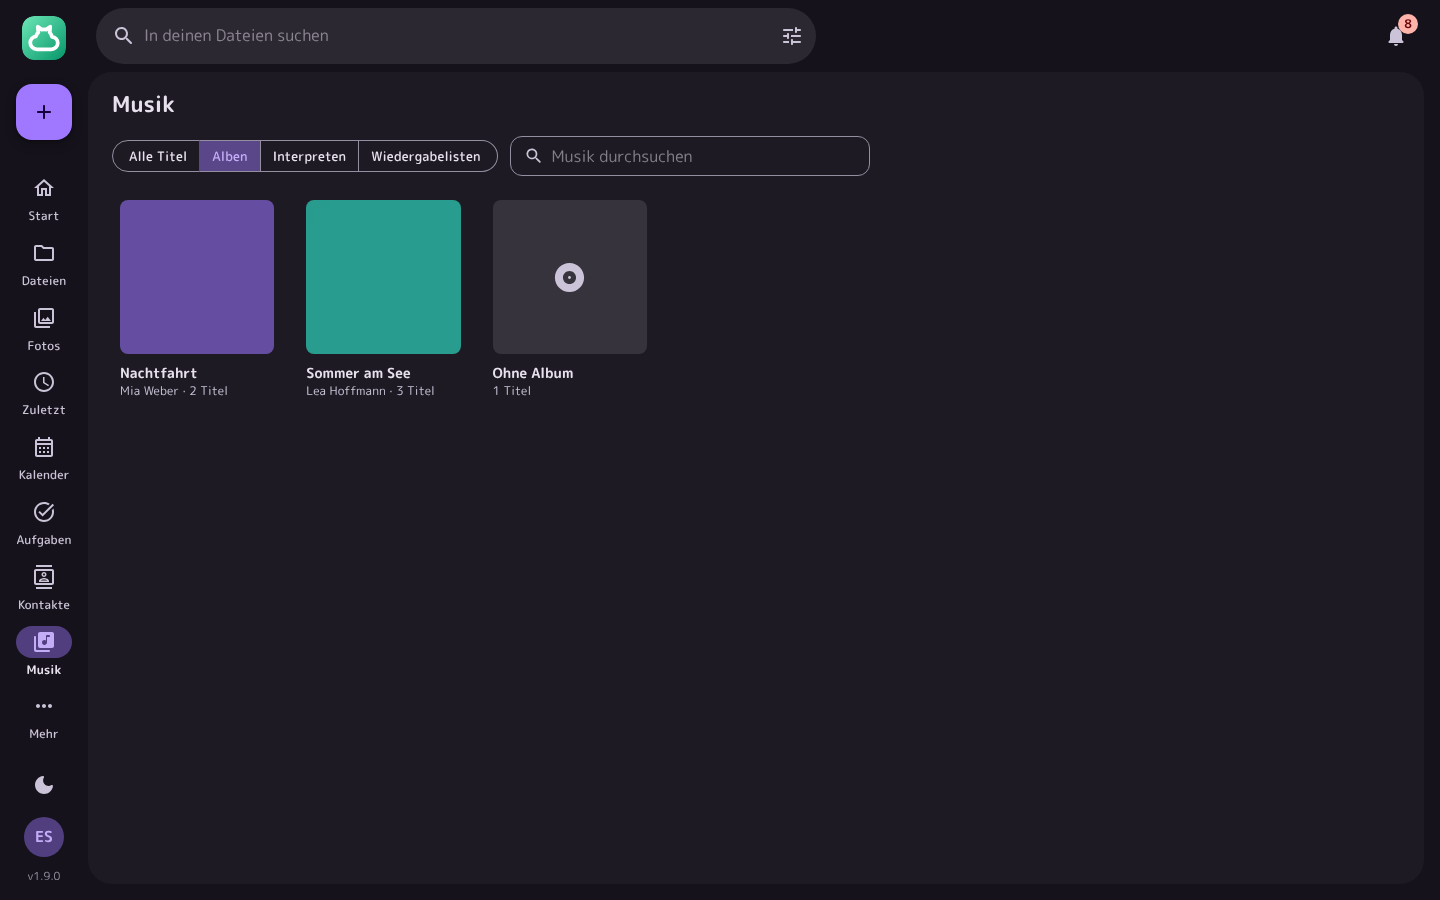 In deinen Dateien suchen
8
Musik
Alle Titel
Alben
Interpreten
Wiedergabelisten
Musik durchsuchen
Nachtfahrt
Mia Weber · 2 Titel
Sommer am See
Lea Hoffmann · 3 Titel
Ohne Album
1 Titel
Start
Dateien
Fotos
Zuletzt
Kalender
Aufgaben
Kontakte
Musik
Mehr
ES
v1.9.0